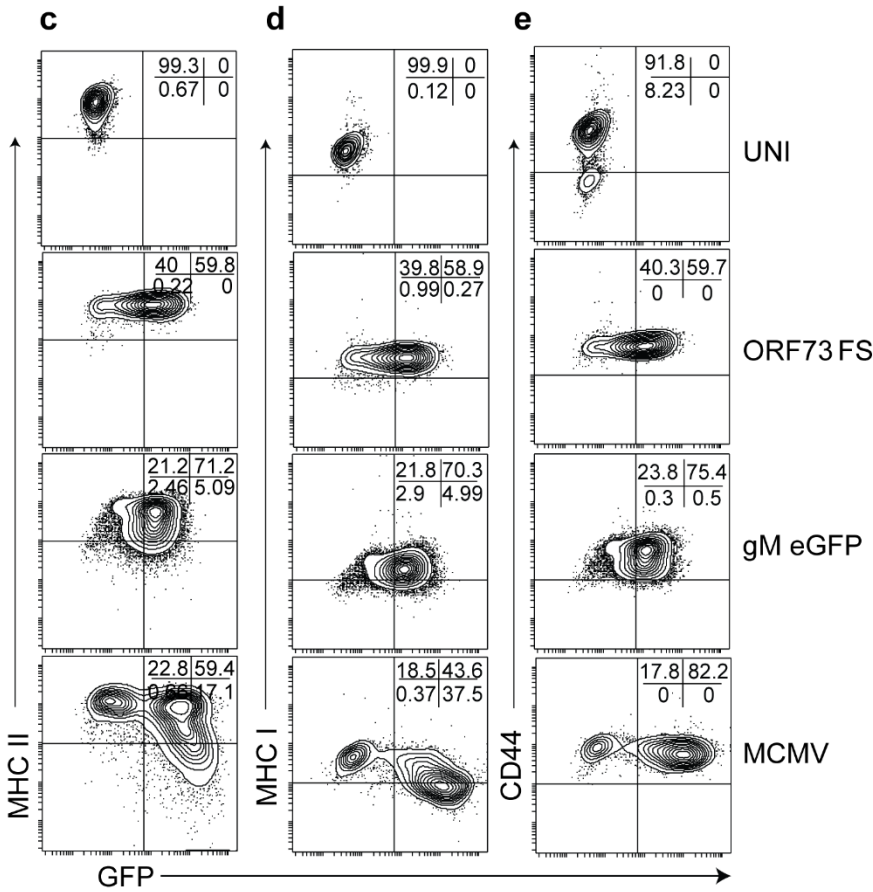 c d e
99.3 0
0.67 0
99.9 0
0.12 0
91.8 0
8.23 0
UNI
40 59.8
0.22 0
39.8 58.9
0.99 0.27
40.3 59.7
0 0
ORF73 FS
21.2 71.2
2.46 5.09
21.8 70.3
2.9 4.99
23.8 75.4
0.3 0.5
gM eGFP
22.8 59.4
0.66 17.1
18.5 43.6
0.37 37.5
17.8 82.2
0 0
MCMV
MHC II
MHC I
CD44
GFP